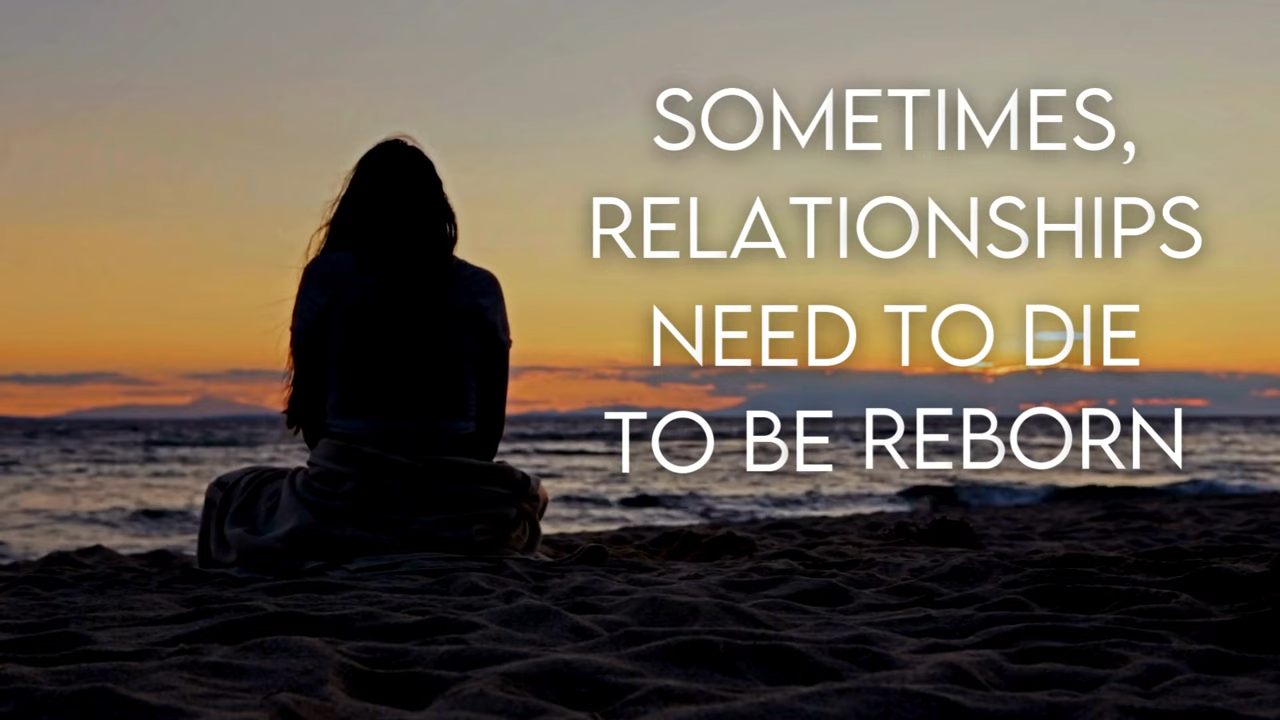 SOMETIMES,
RELATIONSHIPS
NEED TO DIE
TO BE REBORN